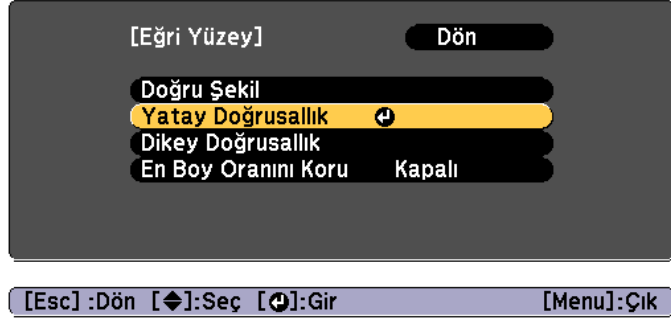 [Eğri Yüzey] Dön
Doğru Şekil
Yatay Doğrusallık
Dikey Doğrusallık
En Boy Oranını Koru Kapalı
[Esc] :Dön [◆]:Seç [↵]:Gir [Menu]:Çık